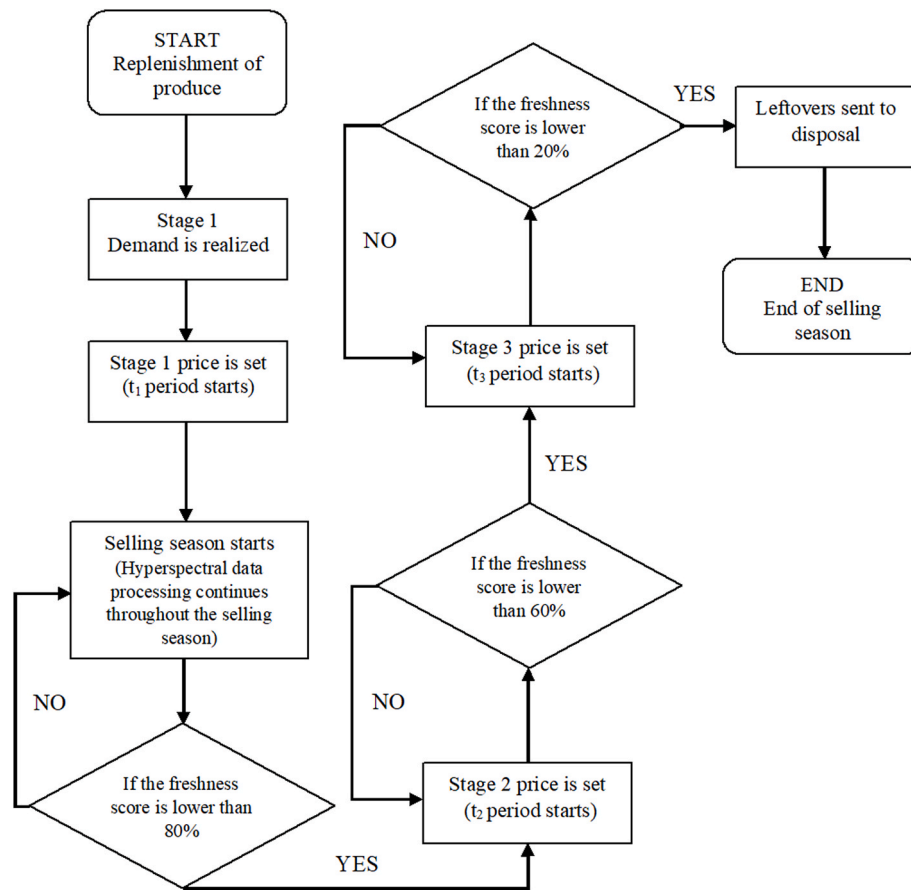 START
Replenishment of
produce
Stage 1
Demand is realized
Stage 1 price is set
(t₁ period starts)
Selling season starts
(Hyperspectral data
processing continues
throughout the selling
season)
NO
If the freshness
score is lower than
80%
YES
Stage 2 price is set
(t₂ period starts)
NO
If the freshness
score is lower
than 60%
YES
Stage 3 price is set
(t₃ period starts)
NO
If the freshness
score is lower
than 20%
YES
Leftovers sent to
disposal
END
End of selling
season